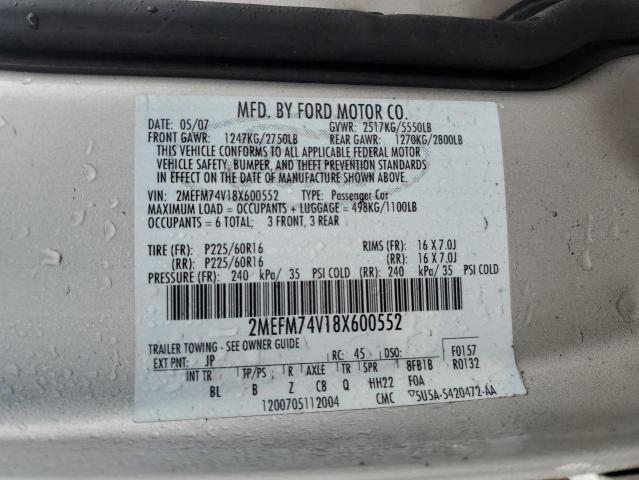 MFD. BY FORD MOTOR CO.
DATE: 05/07 GVWR: 2517KG/5550LB
FRONT GAWR: 1247KG/2750LB REAR GAWR: 1270KG/2800LB
THIS VEHICLE CONFORMS TO ALL APPLICABLE FEDERAL MOTOR
VEHICLE SAFETY, BUMPER, AND THEFT PREVENTION STANDARDS
IN EFFECT ON THE DATE OF MANUFACTURE SHOWN ABOVE.
VIN: 2MEFM74V18X600552 TYPE: Passenger Car
MAXIMUM LOAD = OCCUPANTS + LUGGAGE = 498KG/1100LB
OCCUPANTS = 6 TOTAL; 3 FRONT, 3 REAR
TIRE (FR): P225/60R16 RIMS (FR): 16 X 7.0J
(RR): P225/60R16 (RR): 16 X 7.0J
PRESSURE (FR): 240 kPa/ 35 PSI COLD (RR): 240 kPa/ 35 PSI COLD
2MEFM74V18X600552
TRAILER TOWING - SEE OWNER GUIDE
EXT PNT: JP RC: 45 DSO: F0157
INT TR TP/PS R AXLE TR SPR 8FB1B R0132
BL B Z C8 Q HH22 F0A
1200705112004 CMC ▽SU5A-5420472-AA